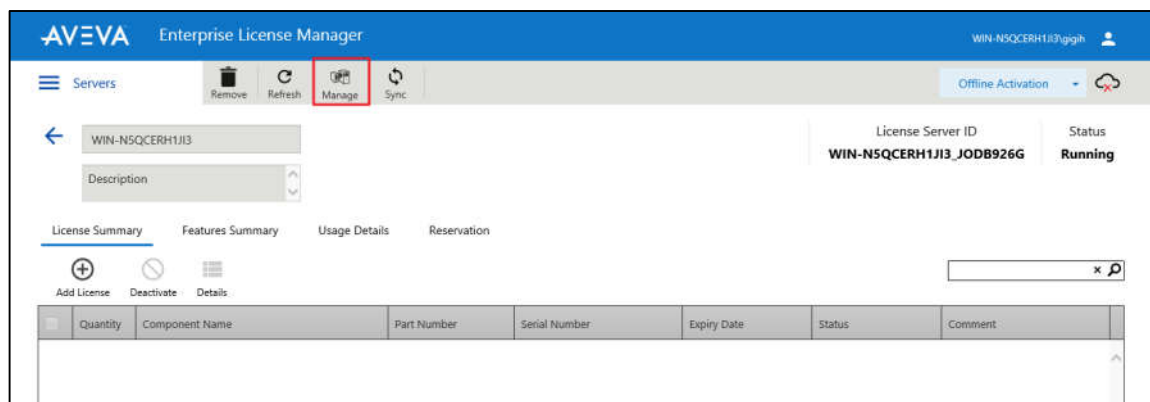 AVEVA Enterprise License Manager WIN-N5QCERH1JI3\gigih
Servers Remove Refresh Manage Sync Offline Activation
WIN-N5QCERH1JI3 License Server ID Status
WIN-N5QCERH1JI3_JODB926G Running
Description
License Summary Features Summary Usage Details Reservation
Add License Deactivate Details
Quantity Component Name Part Number Serial Number Expiry Date Status Comment